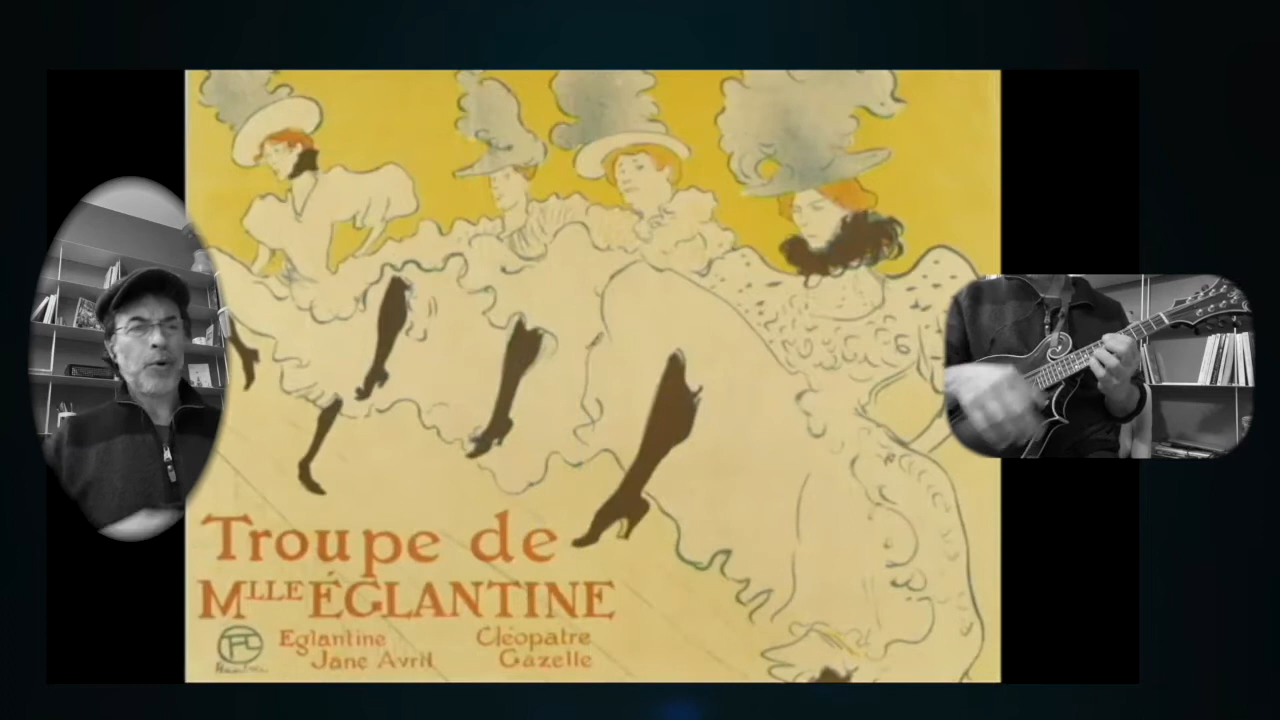 Troupe de
MLLE ÉGLANTINE
Eglantine Cléopatre
Jane Avril Gazelle